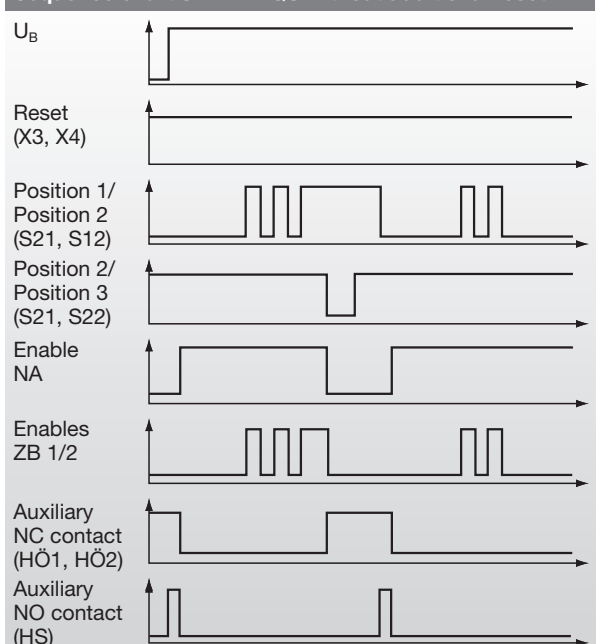 U_B
Reset
(X3, X4)
Position 1/
Position 2
(S21, S12)
Position 2/
Position 3
(S21, S22)
Enable
NA
Enables
ZB 1/2
Auxiliary
NC contact
(HÖ1, HÖ2)
Auxiliary
NO contact
(HS)